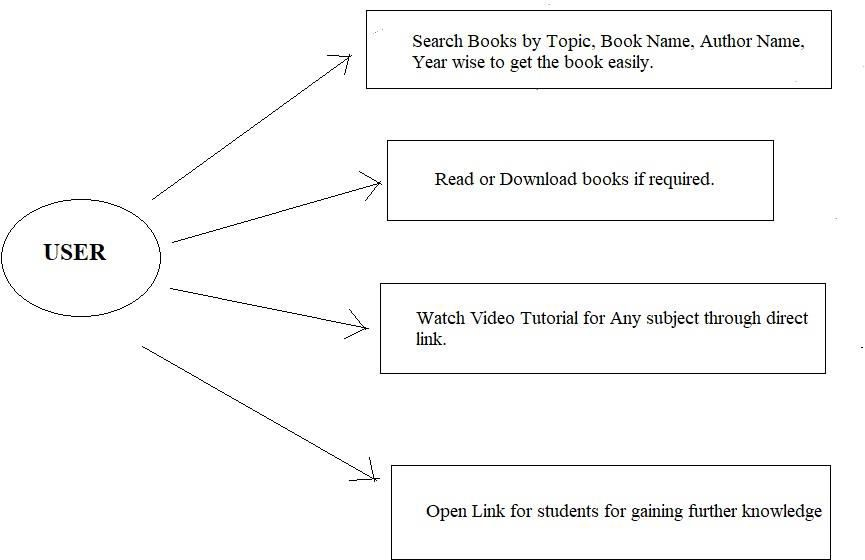 Search Books by Topic, Book Name, Author Name,
Year wise to get the book easily.
Read or Download books if required.
USER
Watch Video Tutorial for Any subject through direct
link.
Open Link for students for gaining further knowledge